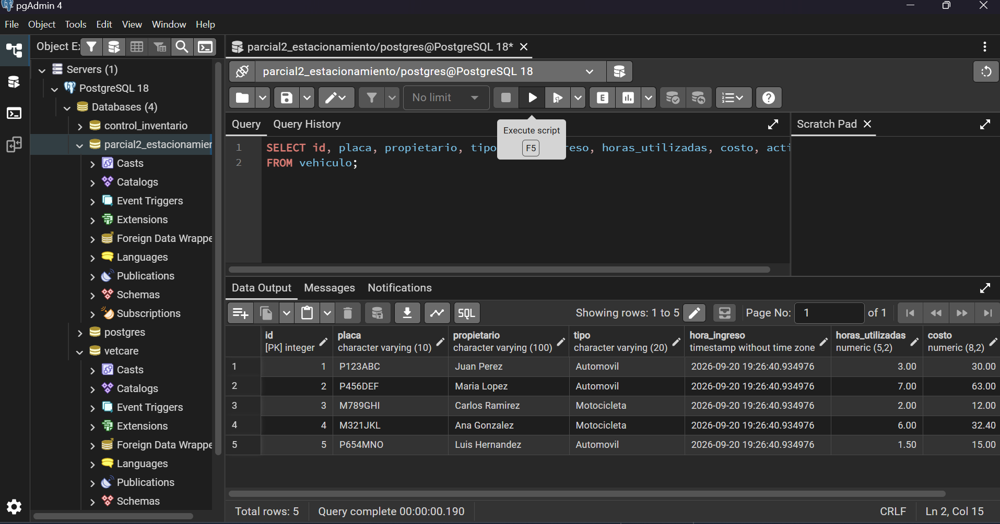 pgAdmin 4
File Object Tools Edit View Window Help
Object Ex
parcial2_estacionamiento/postgres@PostgreSQL 18*
Servers (1)
PostgreSQL 18
Databases (4)
control_inventario
parcial2_estacionamier
Casts
Catalogs
Event Triggers
Extensions
Foreign Data Wrappe
Languages
Publications
Schemas
Subscriptions
postgres
vetcare
Casts
Catalogs
Event Triggers
Extensions
Foreign Data Wrappe
Languages
Publications
Schemas
parcial2_estacionamiento/postgres@PostgreSQL 18
No limit
E
Query Query History
Scratch Pad
Execute script
F5
1 SELECT id, placa, propietario, tipo eso, horas_utilizadas, costo, acti
2 FROM vehiculo;
Data Output Messages Notifications
SQL Showing rows: 1 to 5 Page No: 1 of 1
id placa propietario tipo hora_ingreso horas_utilizadas costo
[PK] integer character varying (10) character varying (100) character varying (20) timestamp without time zone numeric (5,2) numeric (8,2)
1 1 P123ABC Juan Perez Automovil 2026-09-20 19:26:40.934976 3.00 30.00
2 2 P456DEF Maria Lopez Automovil 2026-09-20 19:26:40.934976 7.00 63.00
3 3 M789GHI Carlos Ramirez Motocicleta 2026-09-20 19:26:40.934976 2.00 12.00
4 4 M321JKL Ana Gonzalez Motocicleta 2026-09-20 19:26:40.934976 6.00 32.40
5 5 P654MNO Luis Hernandez Automovil 2026-09-20 19:26:40.934976 1.50 15.00
Total rows: 5 Query complete 00:00:00.190 CRLF Ln 2, Col 15